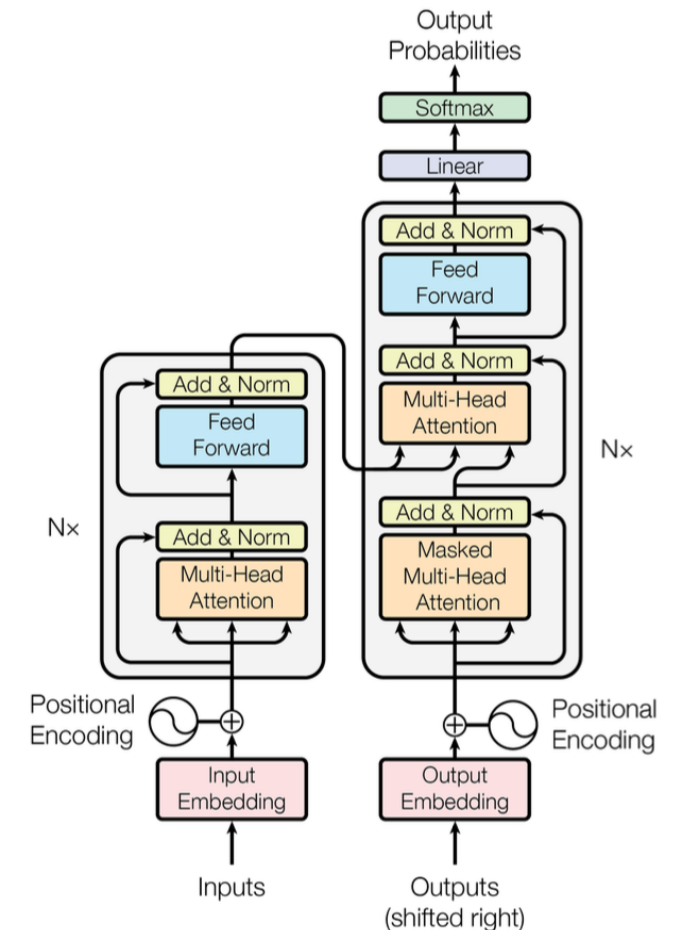 Output
Probabilities
Softmax
Linear
Add & Norm
Feed
Forward
Add & Norm
Multi-Head
Attention
Nx
Add & Norm
Masked
Multi-Head
Attention
Add & Norm
Feed
Forward
Nx
Add & Norm
Multi-Head
Attention
Positional
Encoding
Positional
Encoding
Input
Embedding
Output
Embedding
Inputs
Outputs
(shifted right)